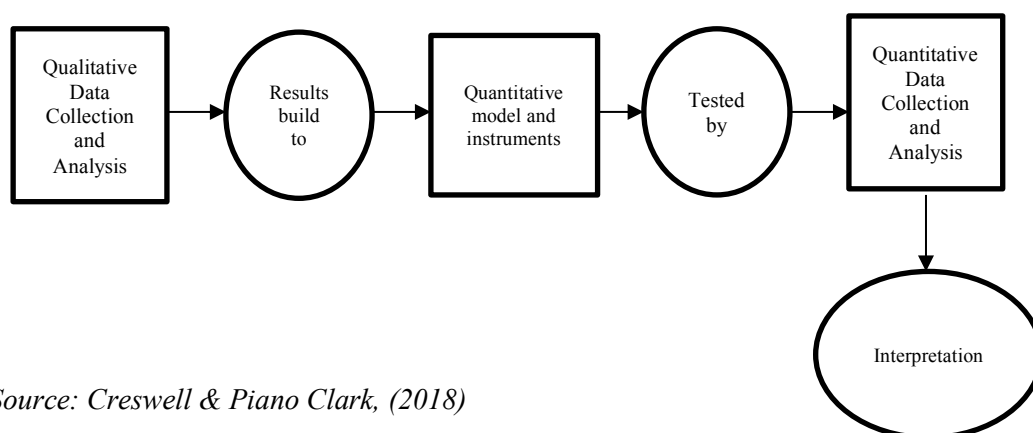 Qualitative
Data
Collection
and
Analysis
Results
build
to
Quantitative
model and
instruments
Tested
by
Quantitative
Data
Collection
and
Analysis
Interpretation
Source: Creswell & Piano Clark, (2018)